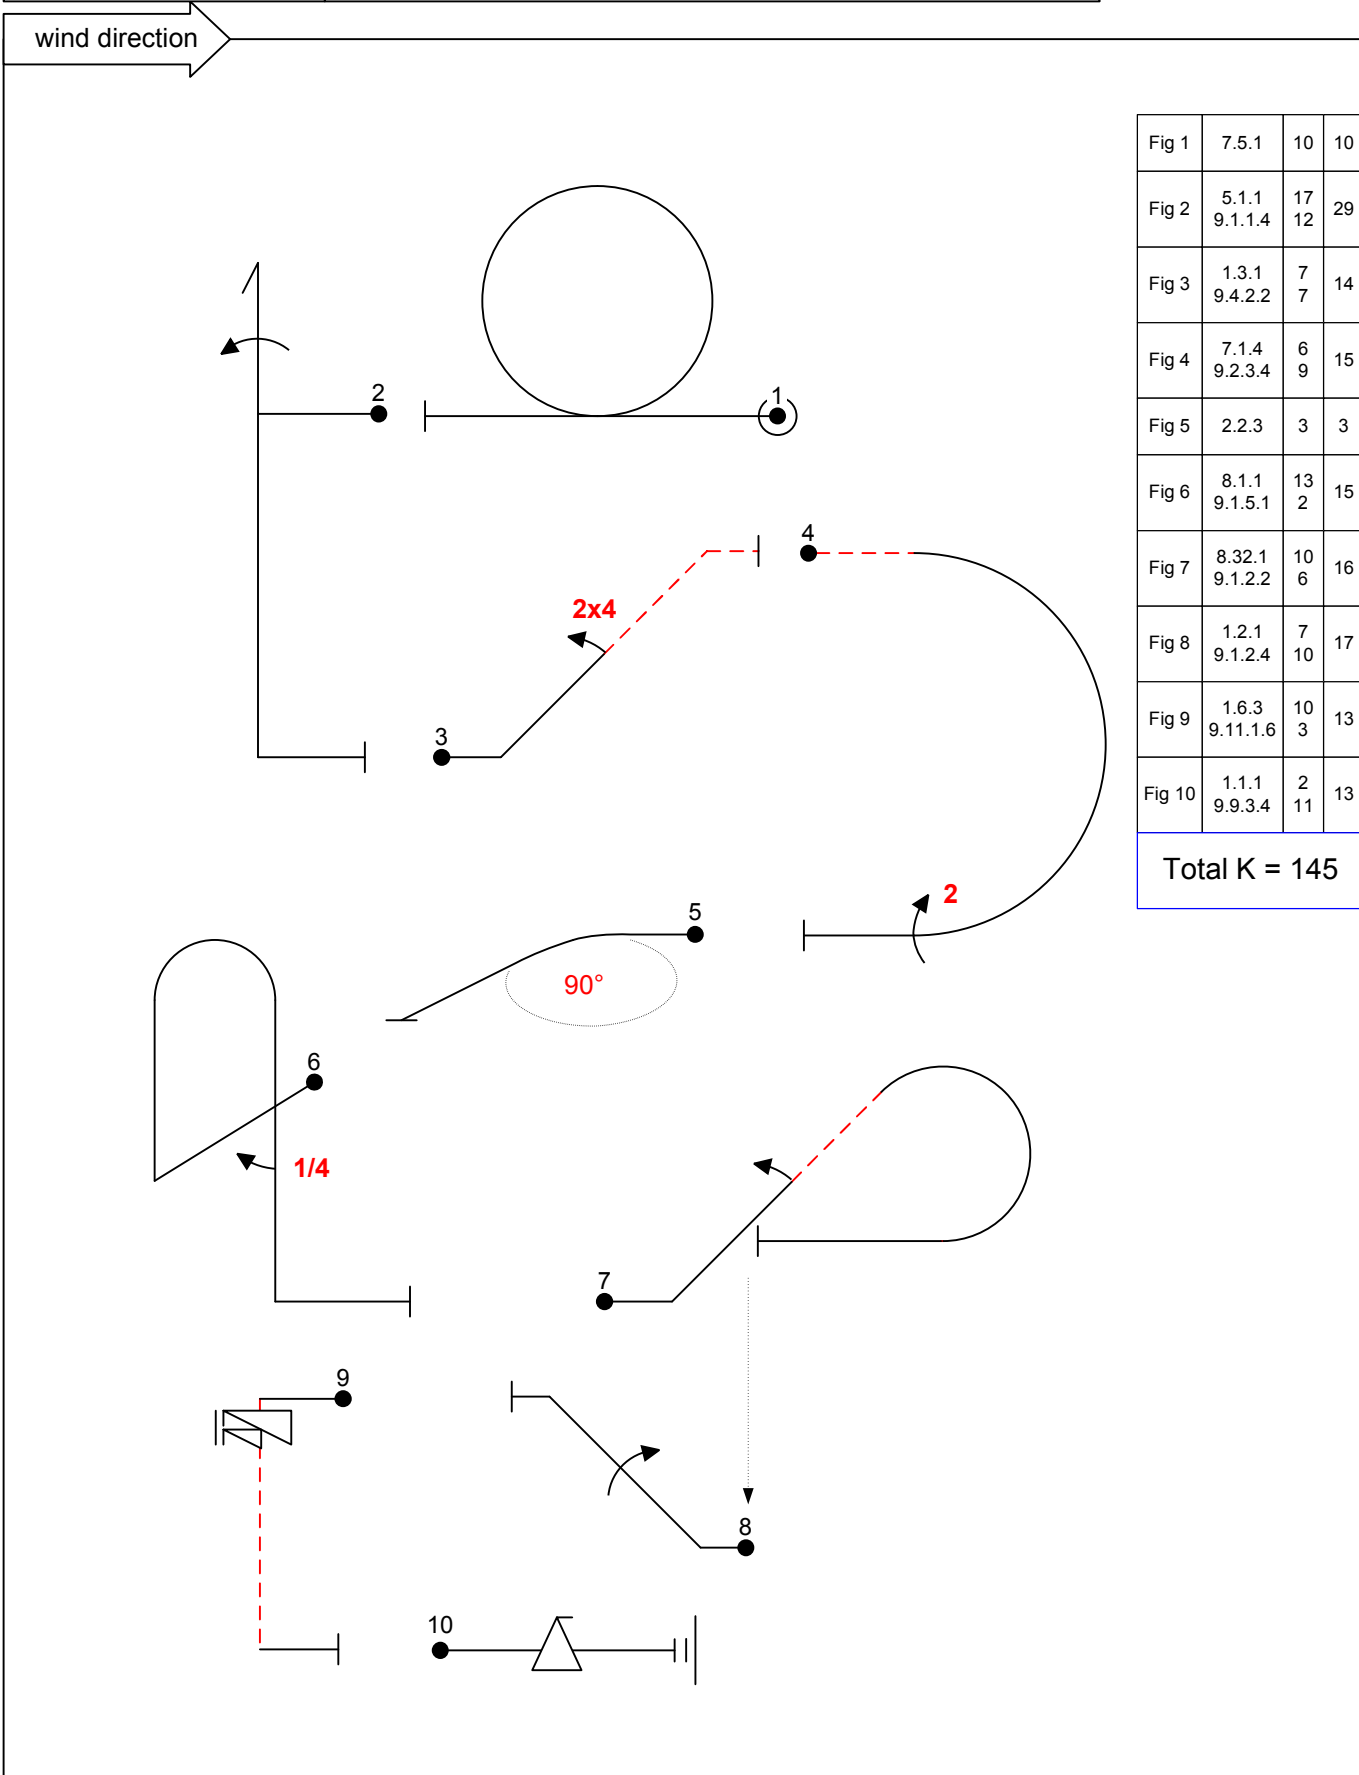 wind direction
Fig 1 7.5.1 10 10
Fig 2 5.1.1 17 29
9.1.1.4 12
Fig 3 1.3.1 7 14
9.4.2.2 7
Fig 4 7.1.4 6 15
9.2.3.4 9
Fig 5 2.2.3 3 3
Fig 6 8.1.1 13 15
9.1.5.1 2
Fig 7 8.32.1 10 16
9.1.2.2 6
Fig 8 1.2.1 7 17
9.1.2.4 10
Fig 9 1.6.3 10 13
9.11.1.6 3
Fig 10 1.1.1 2 13
9.9.3.4 11
Total K = 145
2
1
4
2x4
3
2
5
90°
6
1/4
7
9
8
10